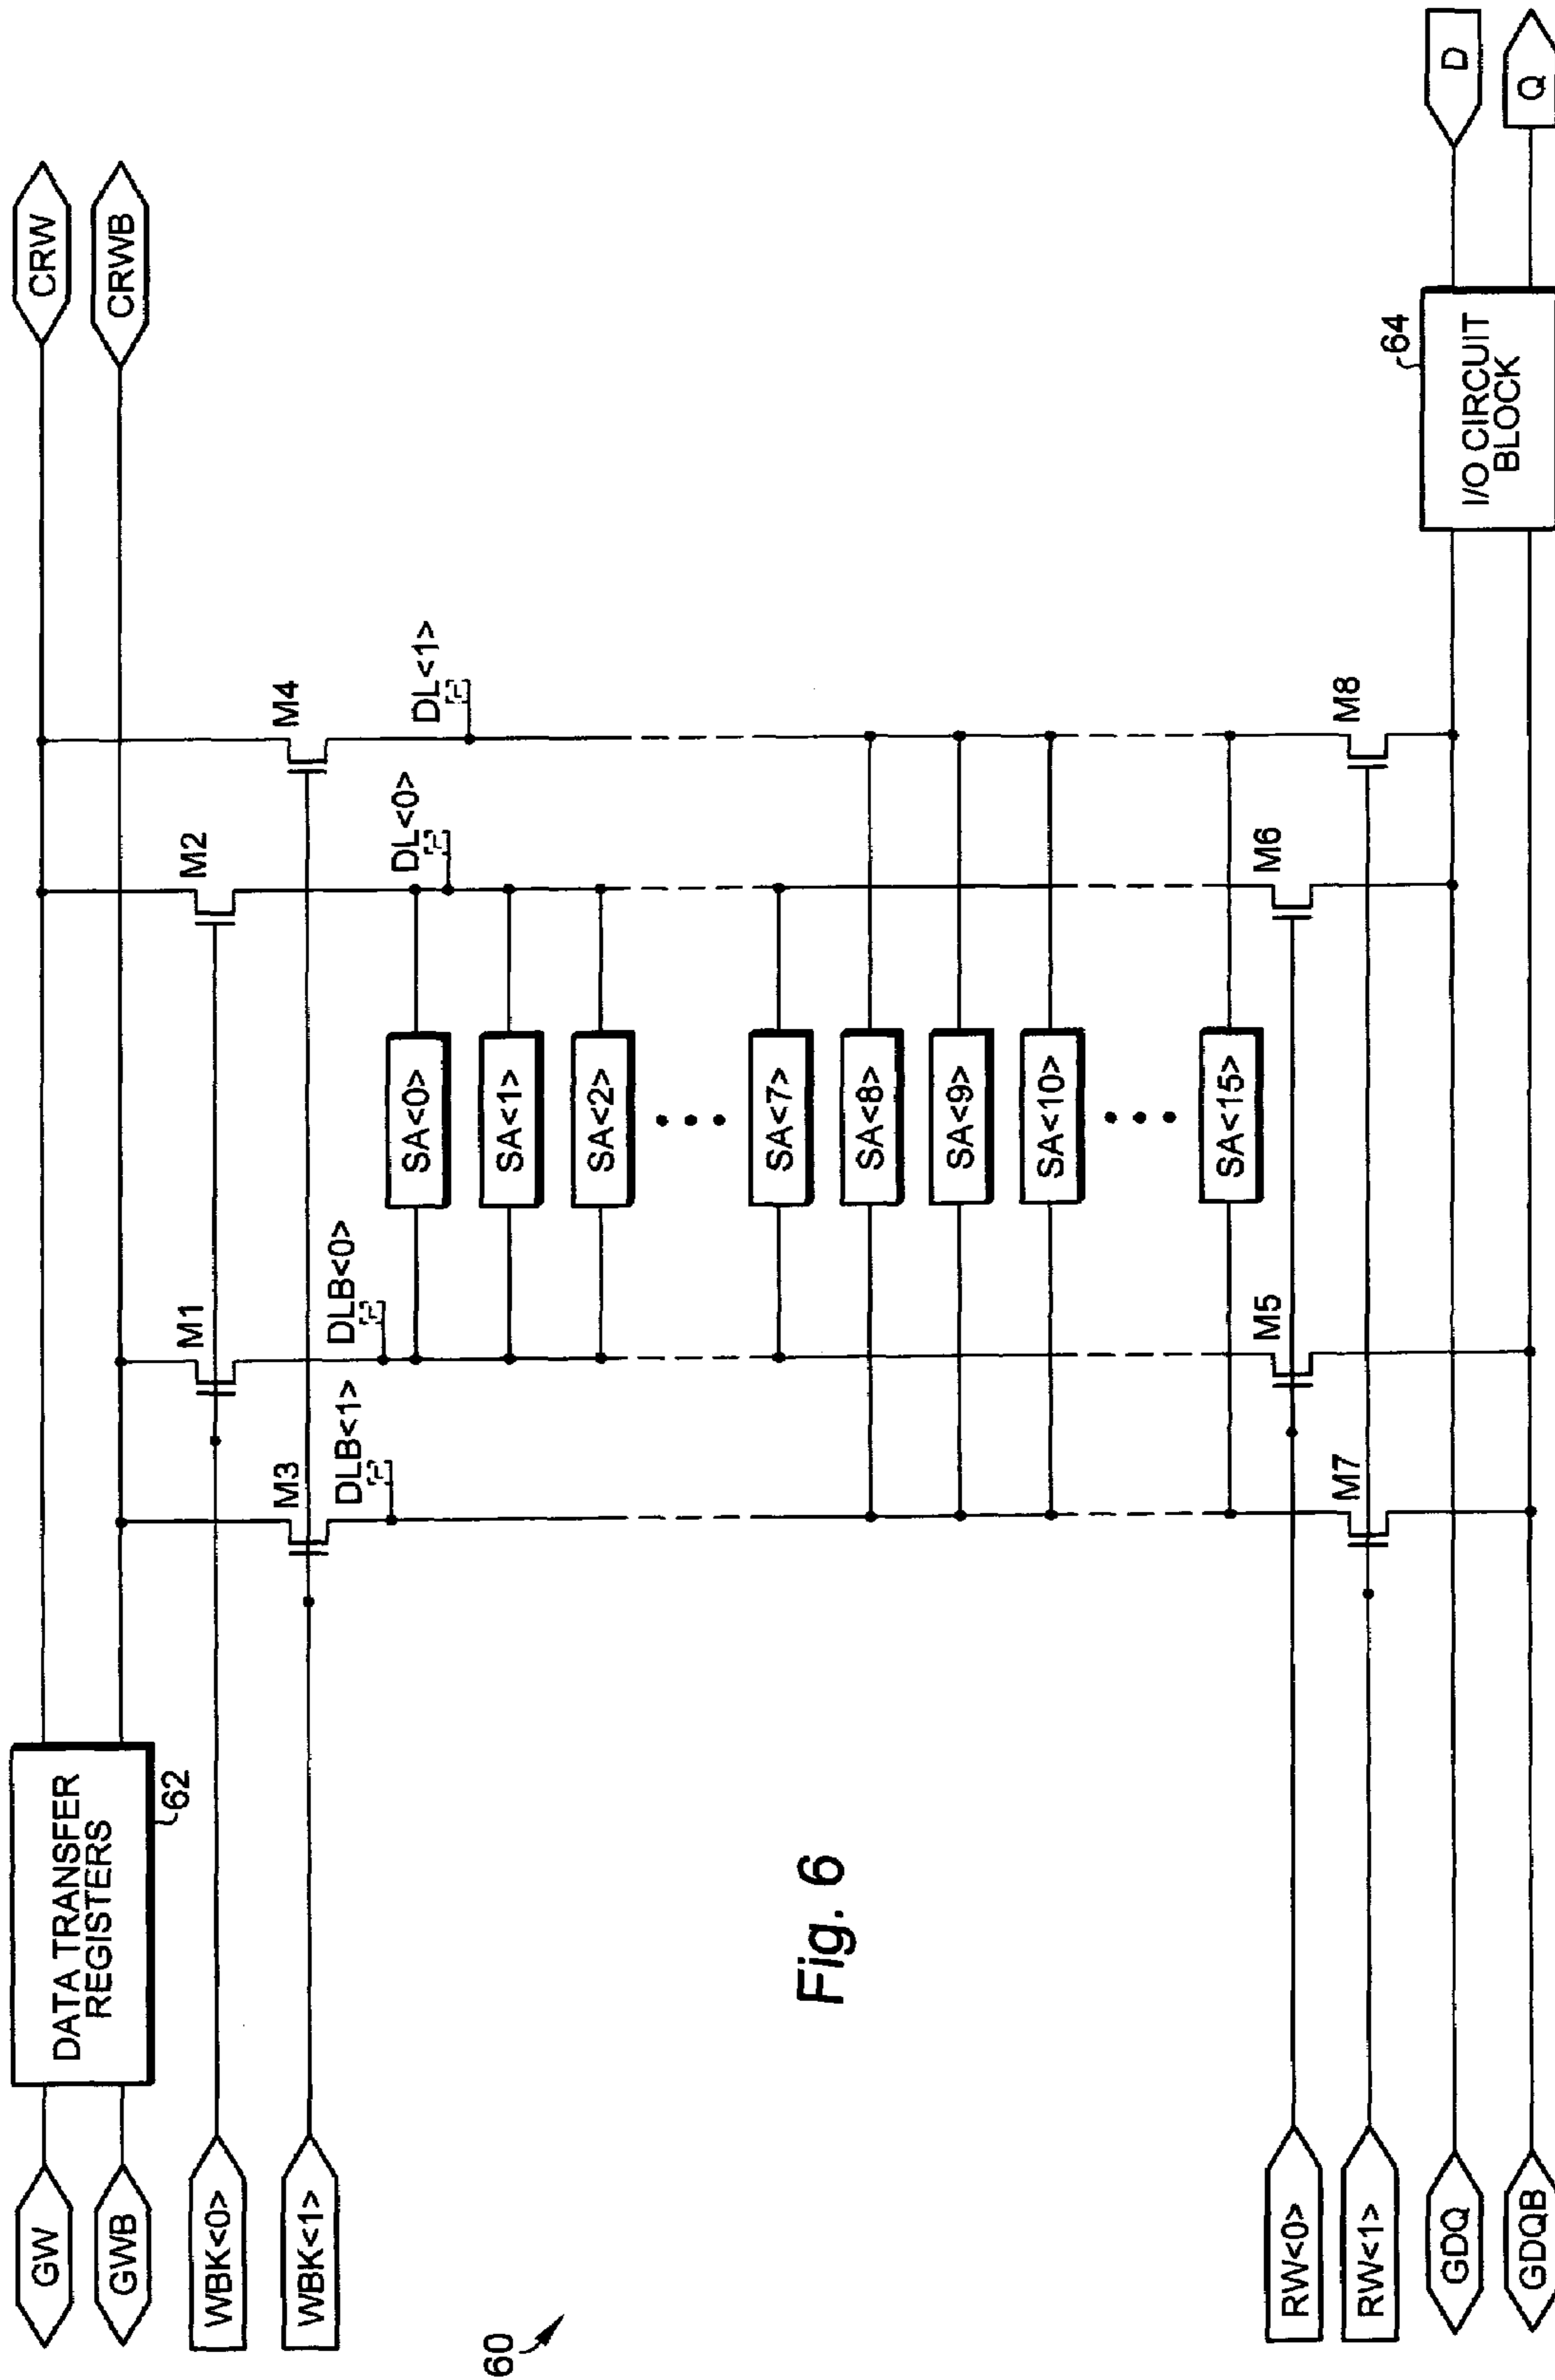 GW
DATA TRANSFER
REGISTERS
62
CRW
GWB
CRWB
WBK<0>
M1
M2
WBK<1>
M3
M4
DLB<1>
DLB<0>
DL<0>
DL<1>
60
SA<0>
SA<1>
SA<2>
SA<7>
SA<8>
SA<9>
SA<10>
SA<15>
Fig. 6
RW<0>
M5
M6
RW<1>
M7
M8
GDQ
GDQB
64
I/O CIRCUIT
BLOCK
D
Q